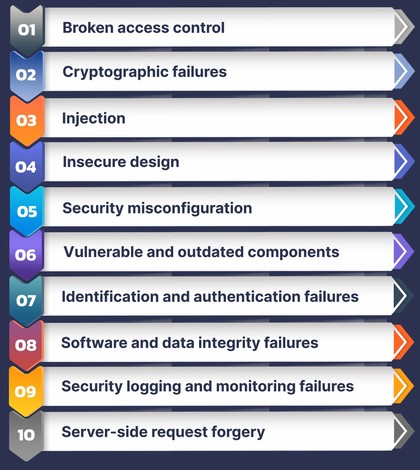 01 Broken access control
02 Cryptographic failures
03 Injection
04 Insecure design
05 Security misconfiguration
06 Vulnerable and outdated components
07 Identification and authentication failures
08 Software and data integrity failures
09 Security logging and monitoring failures
10 Server-side request forgery